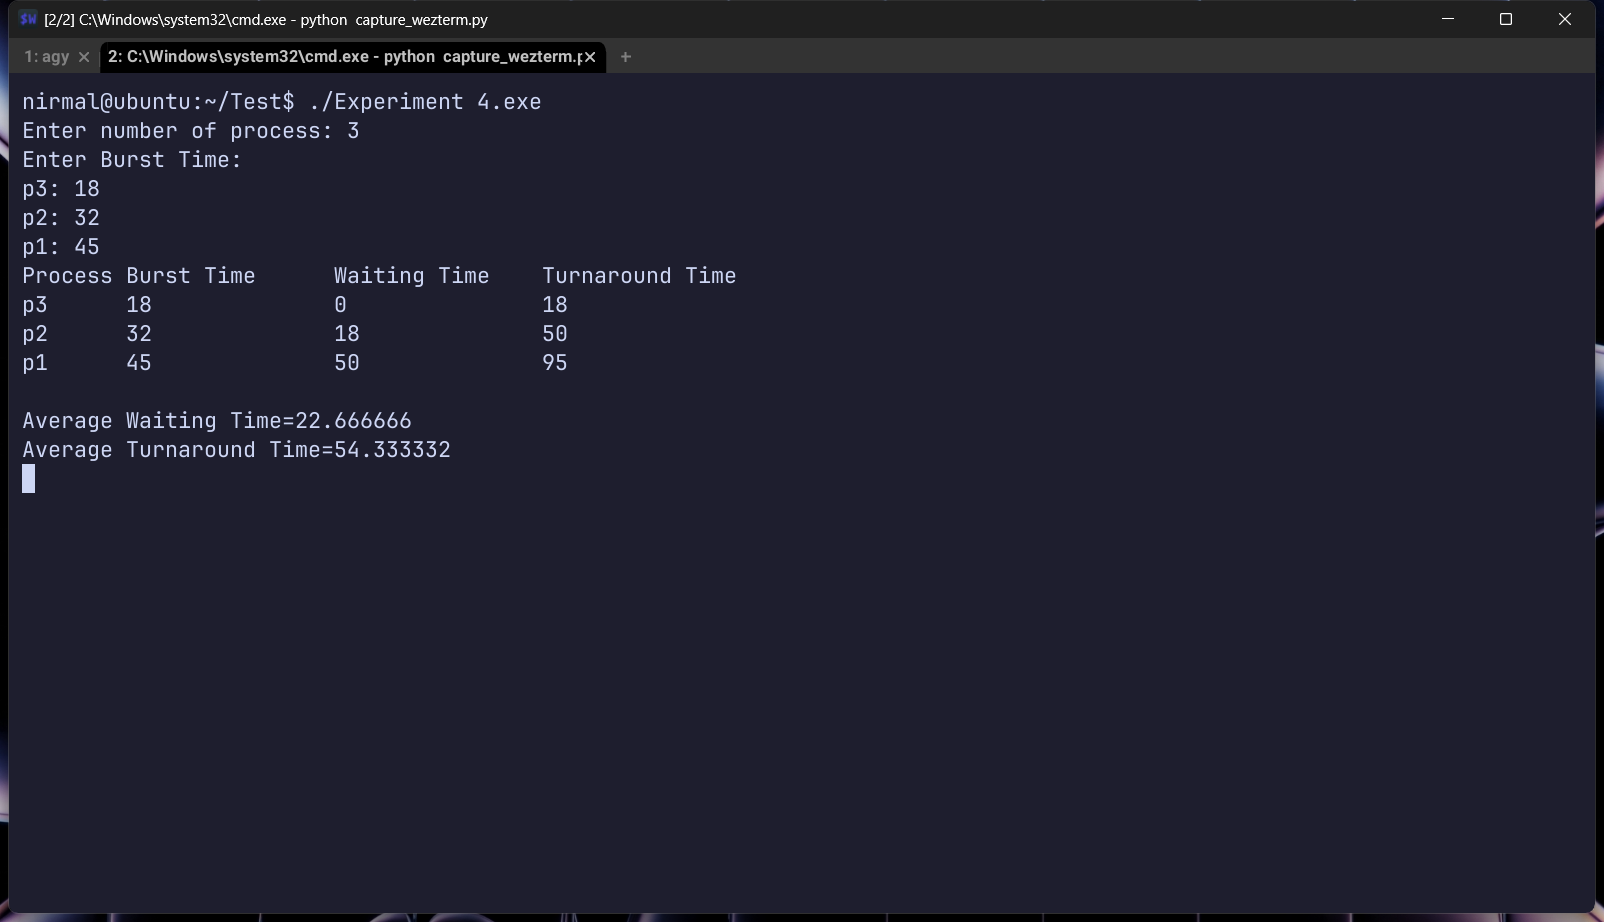 [2/2] C:\Windows\system32\cmd.exe - python  capture_wezterm.py
1: agy × 2: C:\Windows\system32\cmd.exe - python  capture_wezterm.p × +
nirmal@ubuntu:~/Test$ ./Experiment 4.exe
Enter number of process: 3
Enter Burst Time:
p3: 18
p2: 32
p1: 45
Process Burst Time      Waiting Time    Turnaround Time
p3      18              0               18
p2      32              18              50
p1      45              50              95
Average Waiting Time=22.666666
Average Turnaround Time=54.333332